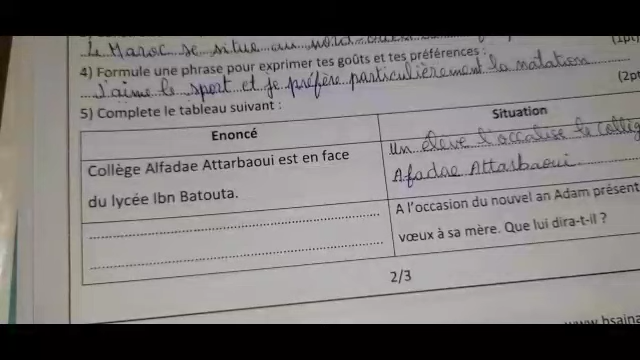 Le Maroc se situe au nord
(1pt)
4) Formule une phrase pour exprimer tes goûts et tes préférences :
J'aime le sport et je préfère particulièrement la natation
(2pt
5) Complete le tableau suivant :
Enoncé
Situation
Collège Alfadae Attarbaoui est en face
du lycée Ibn Batouta.
Un élève
Afadae Attarbaoui
A l'occasion du nouvel an Adam présent
vœux à sa mère. Que lui dira-t-il ?
2/3